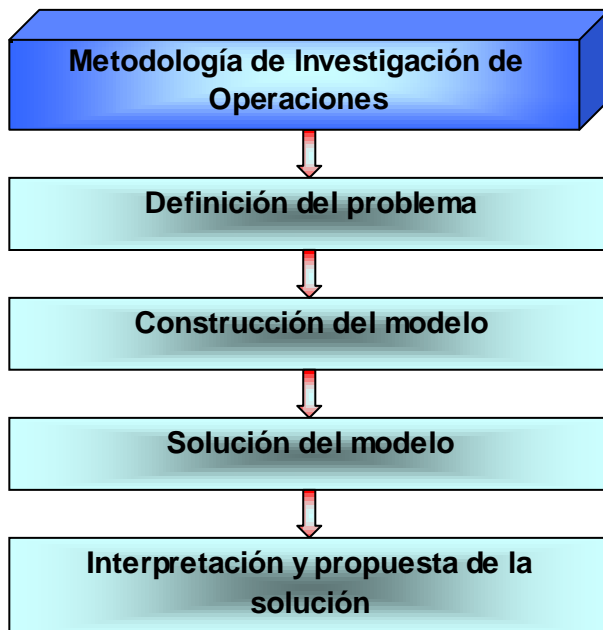 Metodología de Investigación de
Operaciones
Definición del problema
Construcción del modelo
Solución del modelo
Interpretación y propuesta de la
solución